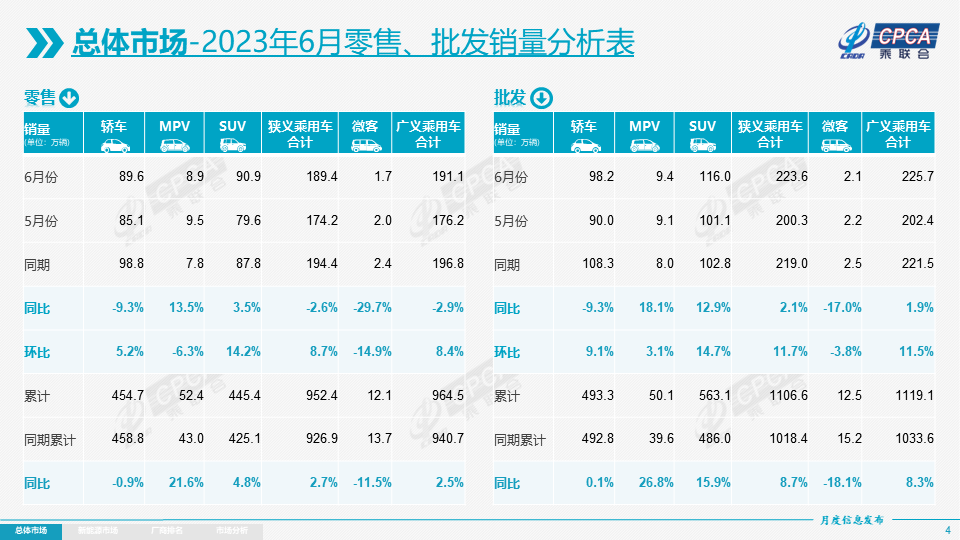 总体市场-2023年6月零售、批发销量分析表
CPCA
乘联会
零售
销量 轿车 MPV SUV 狭义乘用车合计 微客 广义乘用车合计
(单位：万辆)
6月份 89.6 8.9 90.9 189.4 1.7 191.1
5月份 85.1 9.5 79.6 174.2 2.0 176.2
同期 98.8 7.8 87.8 194.4 2.4 196.8
同比 -9.3% 13.5% 3.5% -2.6% -29.7% -2.9%
环比 5.2% -6.3% 14.2% 8.7% -14.9% 8.4%
累计 454.7 52.4 445.4 952.4 12.1 964.5
同期累计 458.8 43.0 425.1 926.9 13.7 940.7
同比 -0.9% 21.6% 4.8% 2.7% -11.5% 2.5%
批发
销量 轿车 MPV SUV 狭义乘用车合计 微客 广义乘用车合计
(单位：万辆)
6月份 98.2 9.4 116.0 223.6 2.1 225.7
5月份 90.0 9.1 101.1 200.3 2.2 202.4
同期 108.3 8.0 102.8 219.0 2.5 221.5
同比 -9.3% 18.1% 12.9% 2.1% -17.0% 1.9%
环比 9.1% 3.1% 14.7% 11.7% -3.8% 11.5%
累计 493.3 50.1 563.1 1106.6 12.5 1119.1
同期累计 492.8 39.6 486.0 1018.4 15.2 1033.6
同比 0.1% 26.8% 15.9% 8.7% -18.1% 8.3%
月度信息发布
总体市场 新能源市场 厂商排名 市场分析
4